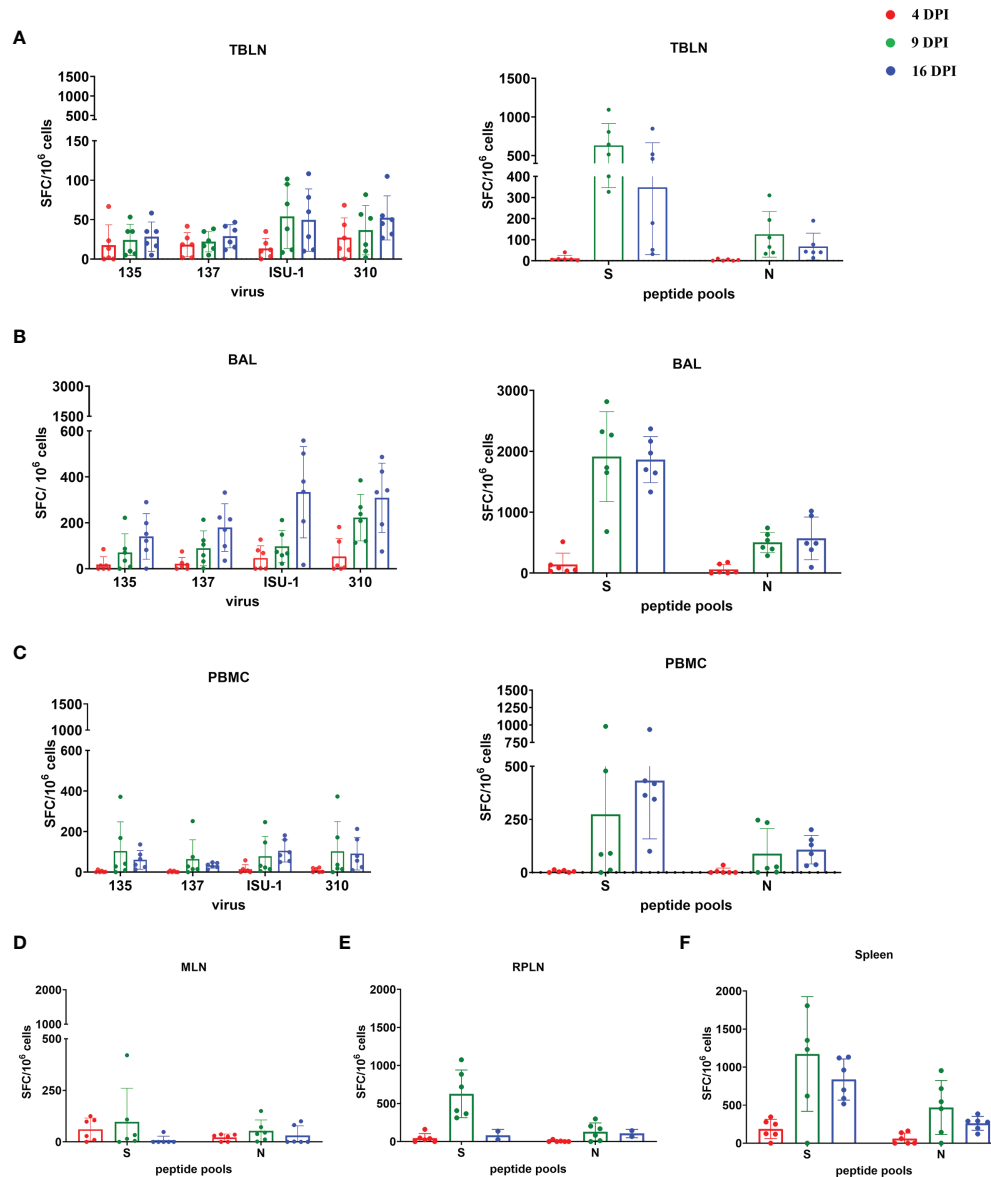 4 DPI
9 DPI
16 DPI
A
TBLN
SFC/10⁶ cells
1500
1000
500
150
100
50
0
135 137 ISU-1 310
virus
TBLN
SFC/10⁶ cells
1500
1000
500
400
300
200
100
0
S N
peptide pools
B
BAL
SFC/ 10⁶ cells
3000
1500
600
400
200
0
135 137 ISU-1 310
virus
BAL
SFC/10⁶ cells
3000
2000
1000
0
S N
peptide pools
C
PBMC
SFC/10⁶ cells
1500
1000
600
400
200
0
135 137 ISU-1 310
virus
PBMC
SFC/10⁶ cells
1500
1250
1000
750
500
250
0
S N
peptide pools
D
MLN
SFC/10⁶ cells
2000
1000
500
250
0
S N
peptide pools
E
RPLN
SFC/10⁶ cells
2000
1500
1000
500
0
S N
peptide pools
F
Spleen
SFC/10⁶ cells
2000
1500
1000
500
0
S N
peptide pools